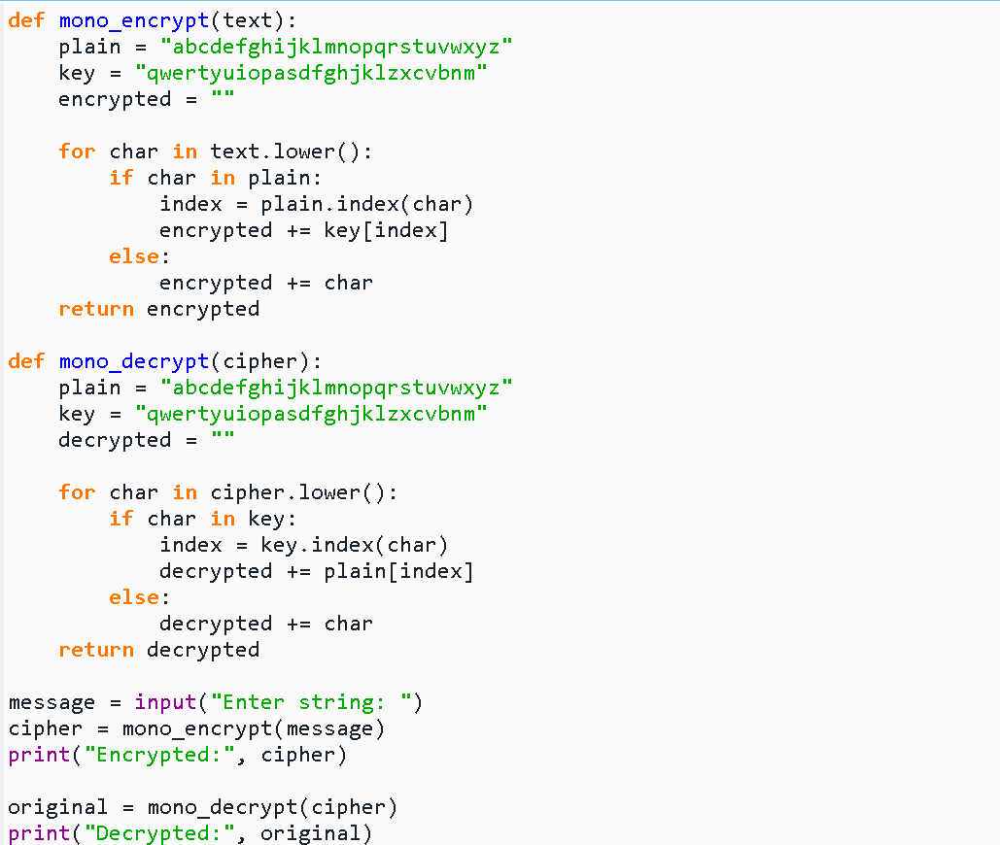 def mono_encrypt(text):
    plain = "abcdefghijklmnopqrstuvwxyz"
    key = "qwertyuiopasdfghjklzxcvbnm"
    encrypted = ""

    for char in text.lower():
        if char in plain:
            index = plain.index(char)
            encrypted += key[index]
        else:
            encrypted += char
    return encrypted

def mono_decrypt(cipher):
    plain = "abcdefghijklmnopqrstuvwxyz"
    key = "qwertyuiopasdfghjklzxcvbnm"
    decrypted = ""

    for char in cipher.lower():
        if char in key:
            index = key.index(char)
            decrypted += plain[index]
        else:
            decrypted += char
    return decrypted

message = input("Enter string: ")
cipher = mono_encrypt(message)
print("Encrypted:", cipher)

original = mono_decrypt(cipher)
print("Decrypted:", original)